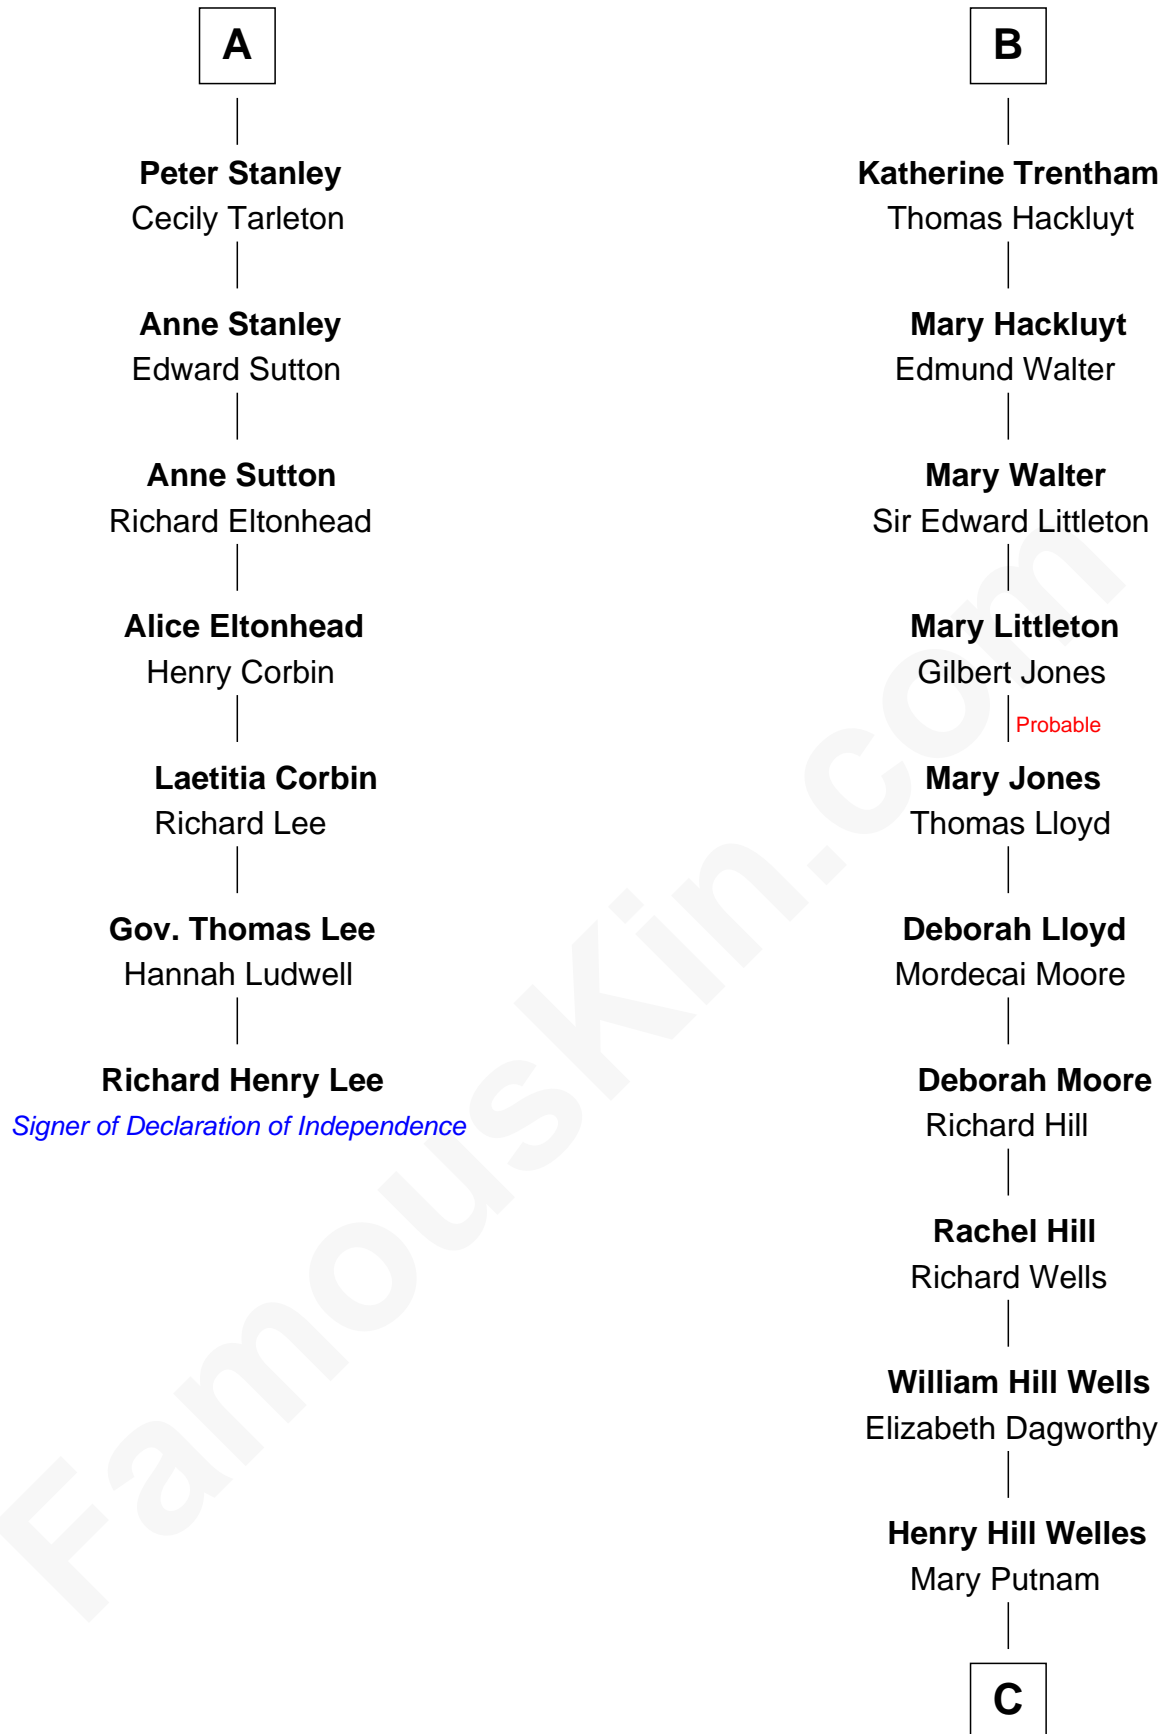 A
Peter Stanley
Cecily Tarleton
Anne Stanley
Edward Sutton
Anne Sutton
Richard Eltonhead
Alice Eltonhead
Henry Corbin
Laetitia Corbin
Richard Lee
Gov. Thomas Lee
Hannah Ludwell
Richard Henry Lee
Signer of Declaration of Independence
B
Katherine Trentham
Thomas Hackluyt
Mary Hackluyt
Edmund Walter
Mary Walter
Sir Edward Littleton
Mary Littleton
Gilbert Jones
Probable
Mary Jones
Thomas Lloyd
Deborah Lloyd
Mordecai Moore
Deborah Moore
Richard Hill
Rachel Hill
Richard Wells
William Hill Wells
Elizabeth Dagworthy
Henry Hill Welles
Mary Putnam
C
FamousKin.com